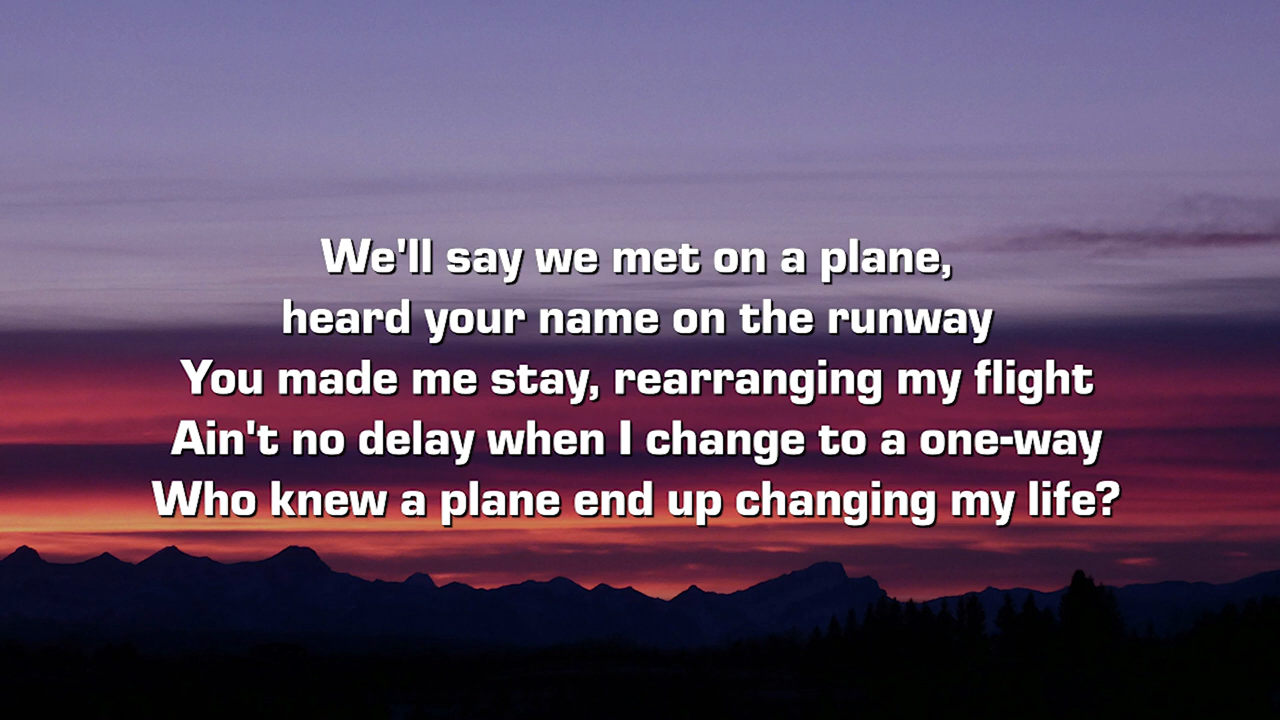 We'll say we met on a plane,
heard your name on the runway
You made me stay, rearranging my flight
Ain't no delay when I change to a one-way
Who knew a plane end up changing my life?